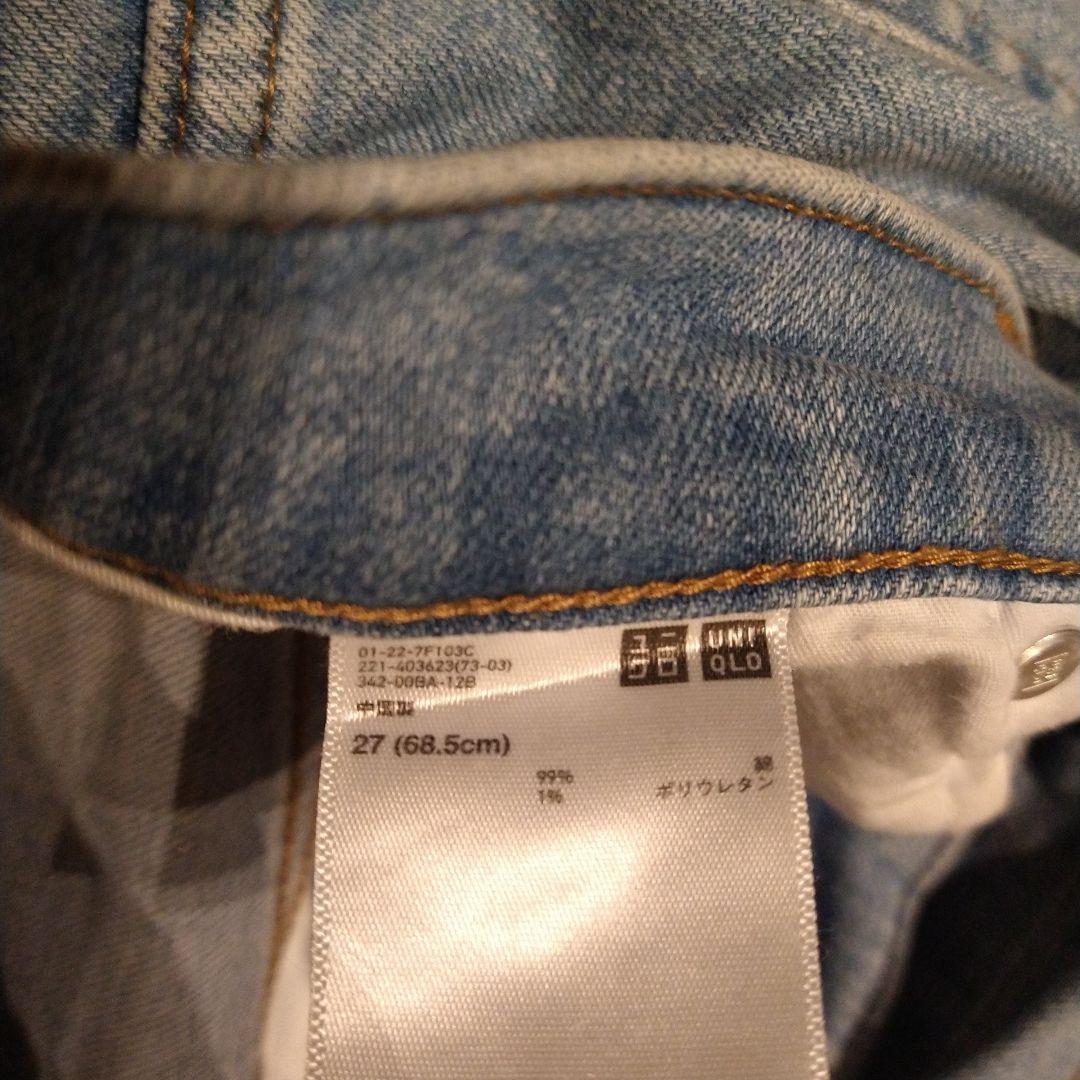 01-22-7F103C
221-403623(73-03)
342-00BA-12B
中国製
27 (68.5cm)
99% 綿
1% ポリウレタン
ユニ
クロ
UNI
QLO